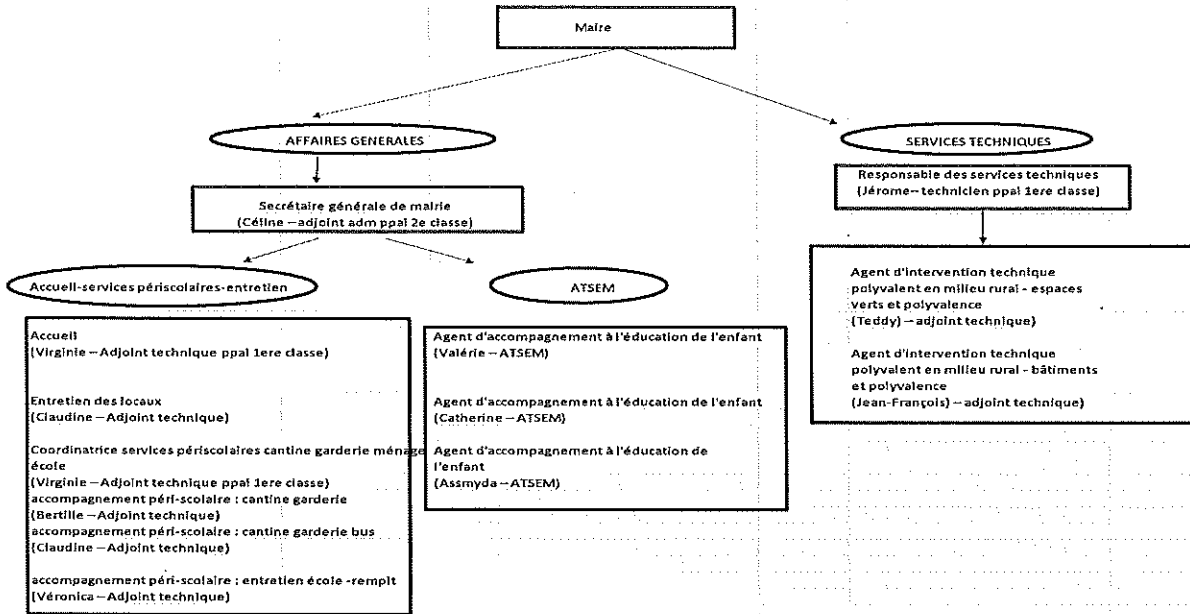 Maire
AFFAIRES GENERALES
Secrétaire générale de mairie
(Céline – adjoint adm ppal 2e classe)
Accueil-services périscolaires-entretien
Accueil
(Virginie – Adjoint technique ppal 1ere classe)
Entretien des locaux
(Claudine – Adjoint technique)
Coordinatrice services périscolaires cantine garderie ménage
école
(Virginie – Adjoint technique ppal 1ere classe)
accompagnement péri-scolaire : cantine garderie
(Bertille – Adjoint technique)
accompagnement péri-scolaire : cantine garderie bus
(Claudine – Adjoint technique)
accompagnement péri-scolaire : entretien école -remplt
(Véronica – Adjoint technique)
ATSEM
Agent d'accompagnement à l'éducation de l'enfant
(Valérie – ATSEM)
Agent d'accompagnement à l'éducation de l'enfant
(Catherine – ATSEM)
Agent d'accompagnement à l'éducation de
l'enfant
(Assmyda – ATSEM)
SERVICES TECHNIQUES
Responsable des services techniques
(Jérome – technicien ppal 1ere classe)
Agent d'intervention technique
polyvalent en milieu rural - espaces
verts et polyvalence
(Teddy) – adjoint technique)
Agent d'intervention technique
polyvalent en milieu rural - bâtiments
et polyvalence
(Jean-François) – adjoint technique)